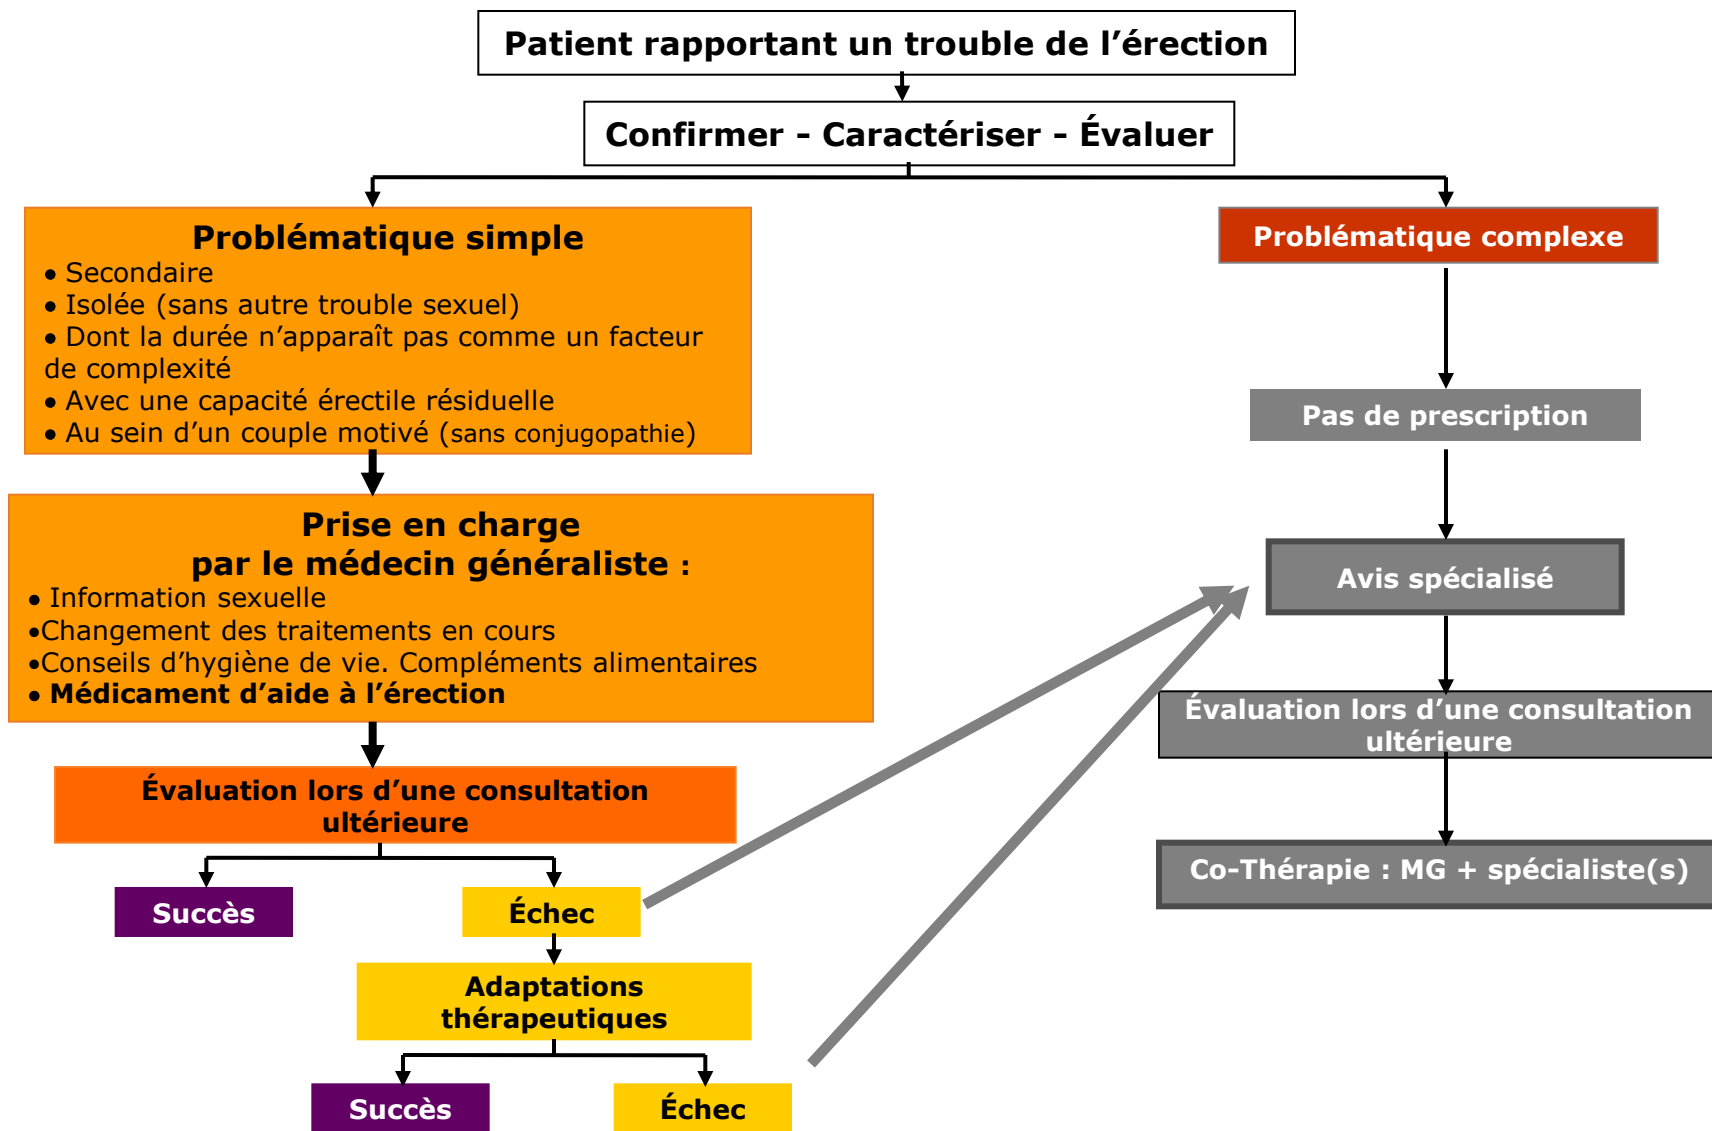 Patient rapportant un trouble de l’érection
Confirmer – Caractériser – Évaluer
Problématique simple
• Secondaire
• Isolée (sans autre trouble sexuel)
• Dont la durée n’apparaît pas comme un facteur
de complexité
• Avec une capacité érectile résiduelle
• Au sein d’un couple motivé (sans conjugopathie)
Prise en charge
par le médecin généraliste :
• Information sexuelle
•Changement des traitements en cours
•Conseils d’hygiène de vie. Compléments alimentaires
• Médicament d’aide à l’érection
Évaluation lors d’une consultation
ultérieure
Succès
Échec
Adaptations
thérapeutiques
Succès
Échec
Problématique complexe
Pas de prescription
Avis spécialisé
Évaluation lors d’une consultation
ultérieure
Co-Thérapie : MG + spécialiste(s)